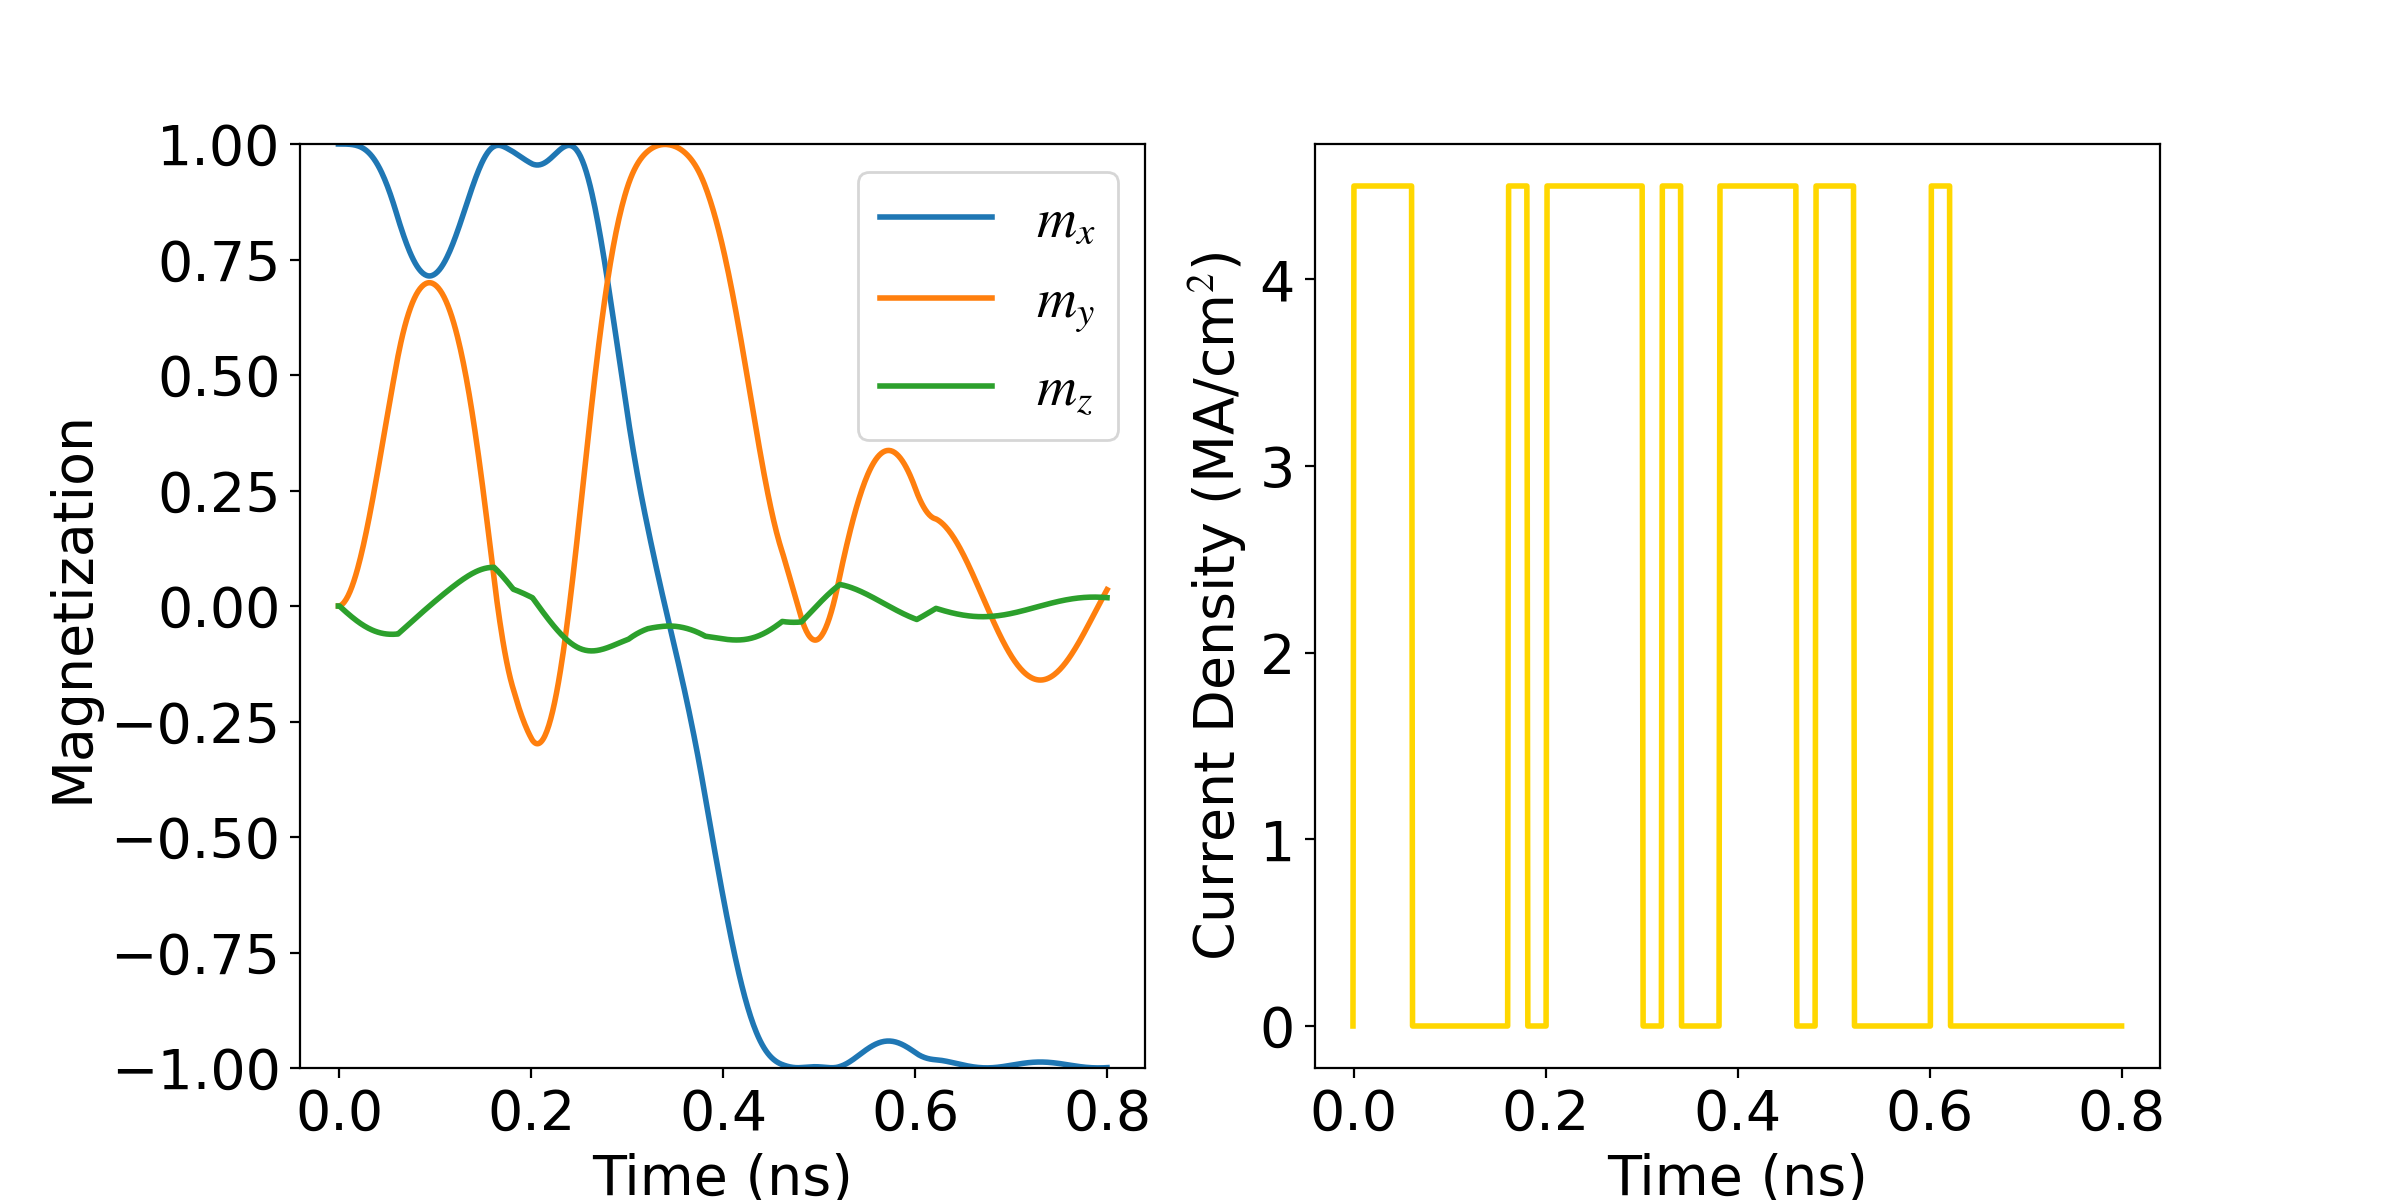 1.00
0.75
0.50
0.25
0.00
−0.25
−0.50
−0.75
−1.00
Magnetization
0.0 0.2 0.4 0.6 0.8
Time (ns)
m_x
m_y
m_z
4
3
2
1
0
Current Density (MA/cm²)
0.0 0.2 0.4 0.6 0.8
Time (ns)